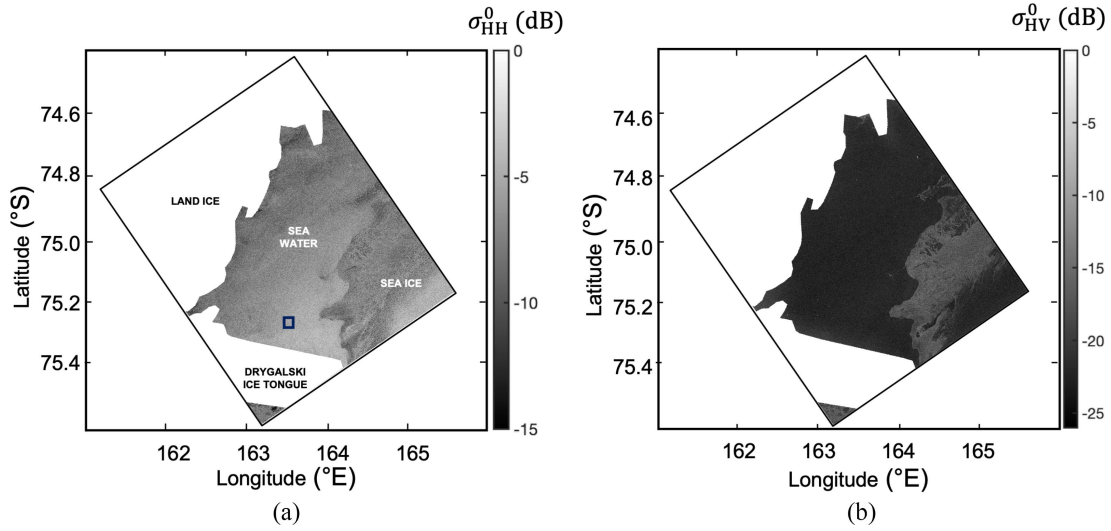 σ⁰HH (dB)
0
-5
-10
-15
74.6
74.8
75.0
75.2
75.4
Latitude (°S)
LAND ICE
SEA
WATER
SEA ICE
DRYGALSKI
ICE TONGUE
162 163 164 165
Longitude (°E)
(a)
σ⁰HV (dB)
0
-5
-10
-15
-20
-25
74.6
74.8
75.0
75.2
75.4
Latitude (°S)
162 163 164 165
Longitude (°E)
(b)